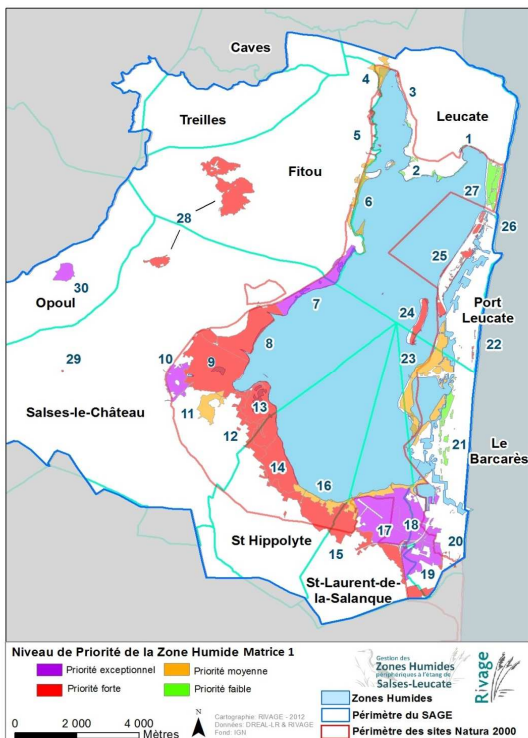 Caves
4
3
Leucate
Treilles
5
1
Fitou
2
27
6
28
26
25
30
Opoul
7
24
Port
Leucate
29
8
22
10
9
23
Salses-le-Château
11
13
12
21
Le
Barcarès
14
16
18
17
St Hippolyte
15
20
St-Laurent-de-
la-Salanque
19
Niveau de Priorité de la Zone Humide Matrice 1
Priorité exceptionnel
Priorité moyenne
Priorité forte
Priorité faible
0 2 000 4 000
Mètres
N
Cartographie: RIVAGE - 2012
Données: DREAL-LR & RIVAGE
Fond: IGN
Gestion des
Zones Humides
périphériques à l'étang de
Salses-Leucate
Rivage
Zones Humides
Périmètre du SAGE
Périmètre des sites Natura 2000